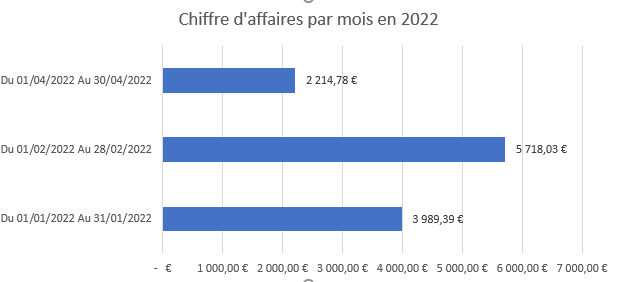 Chiffre d'affaires par mois en 2022
Du 01/04/2022 Au 30/04/2022
2 214,78 €
Du 01/02/2022 Au 28/02/2022
5 718,03 €
Du 01/01/2022 Au 31/01/2022
3 989,39 €
- € 1 000,00 € 2 000,00 € 3 000,00 € 4 000,00 € 5 000,00 € 6 000,00 € 7 000,00 €